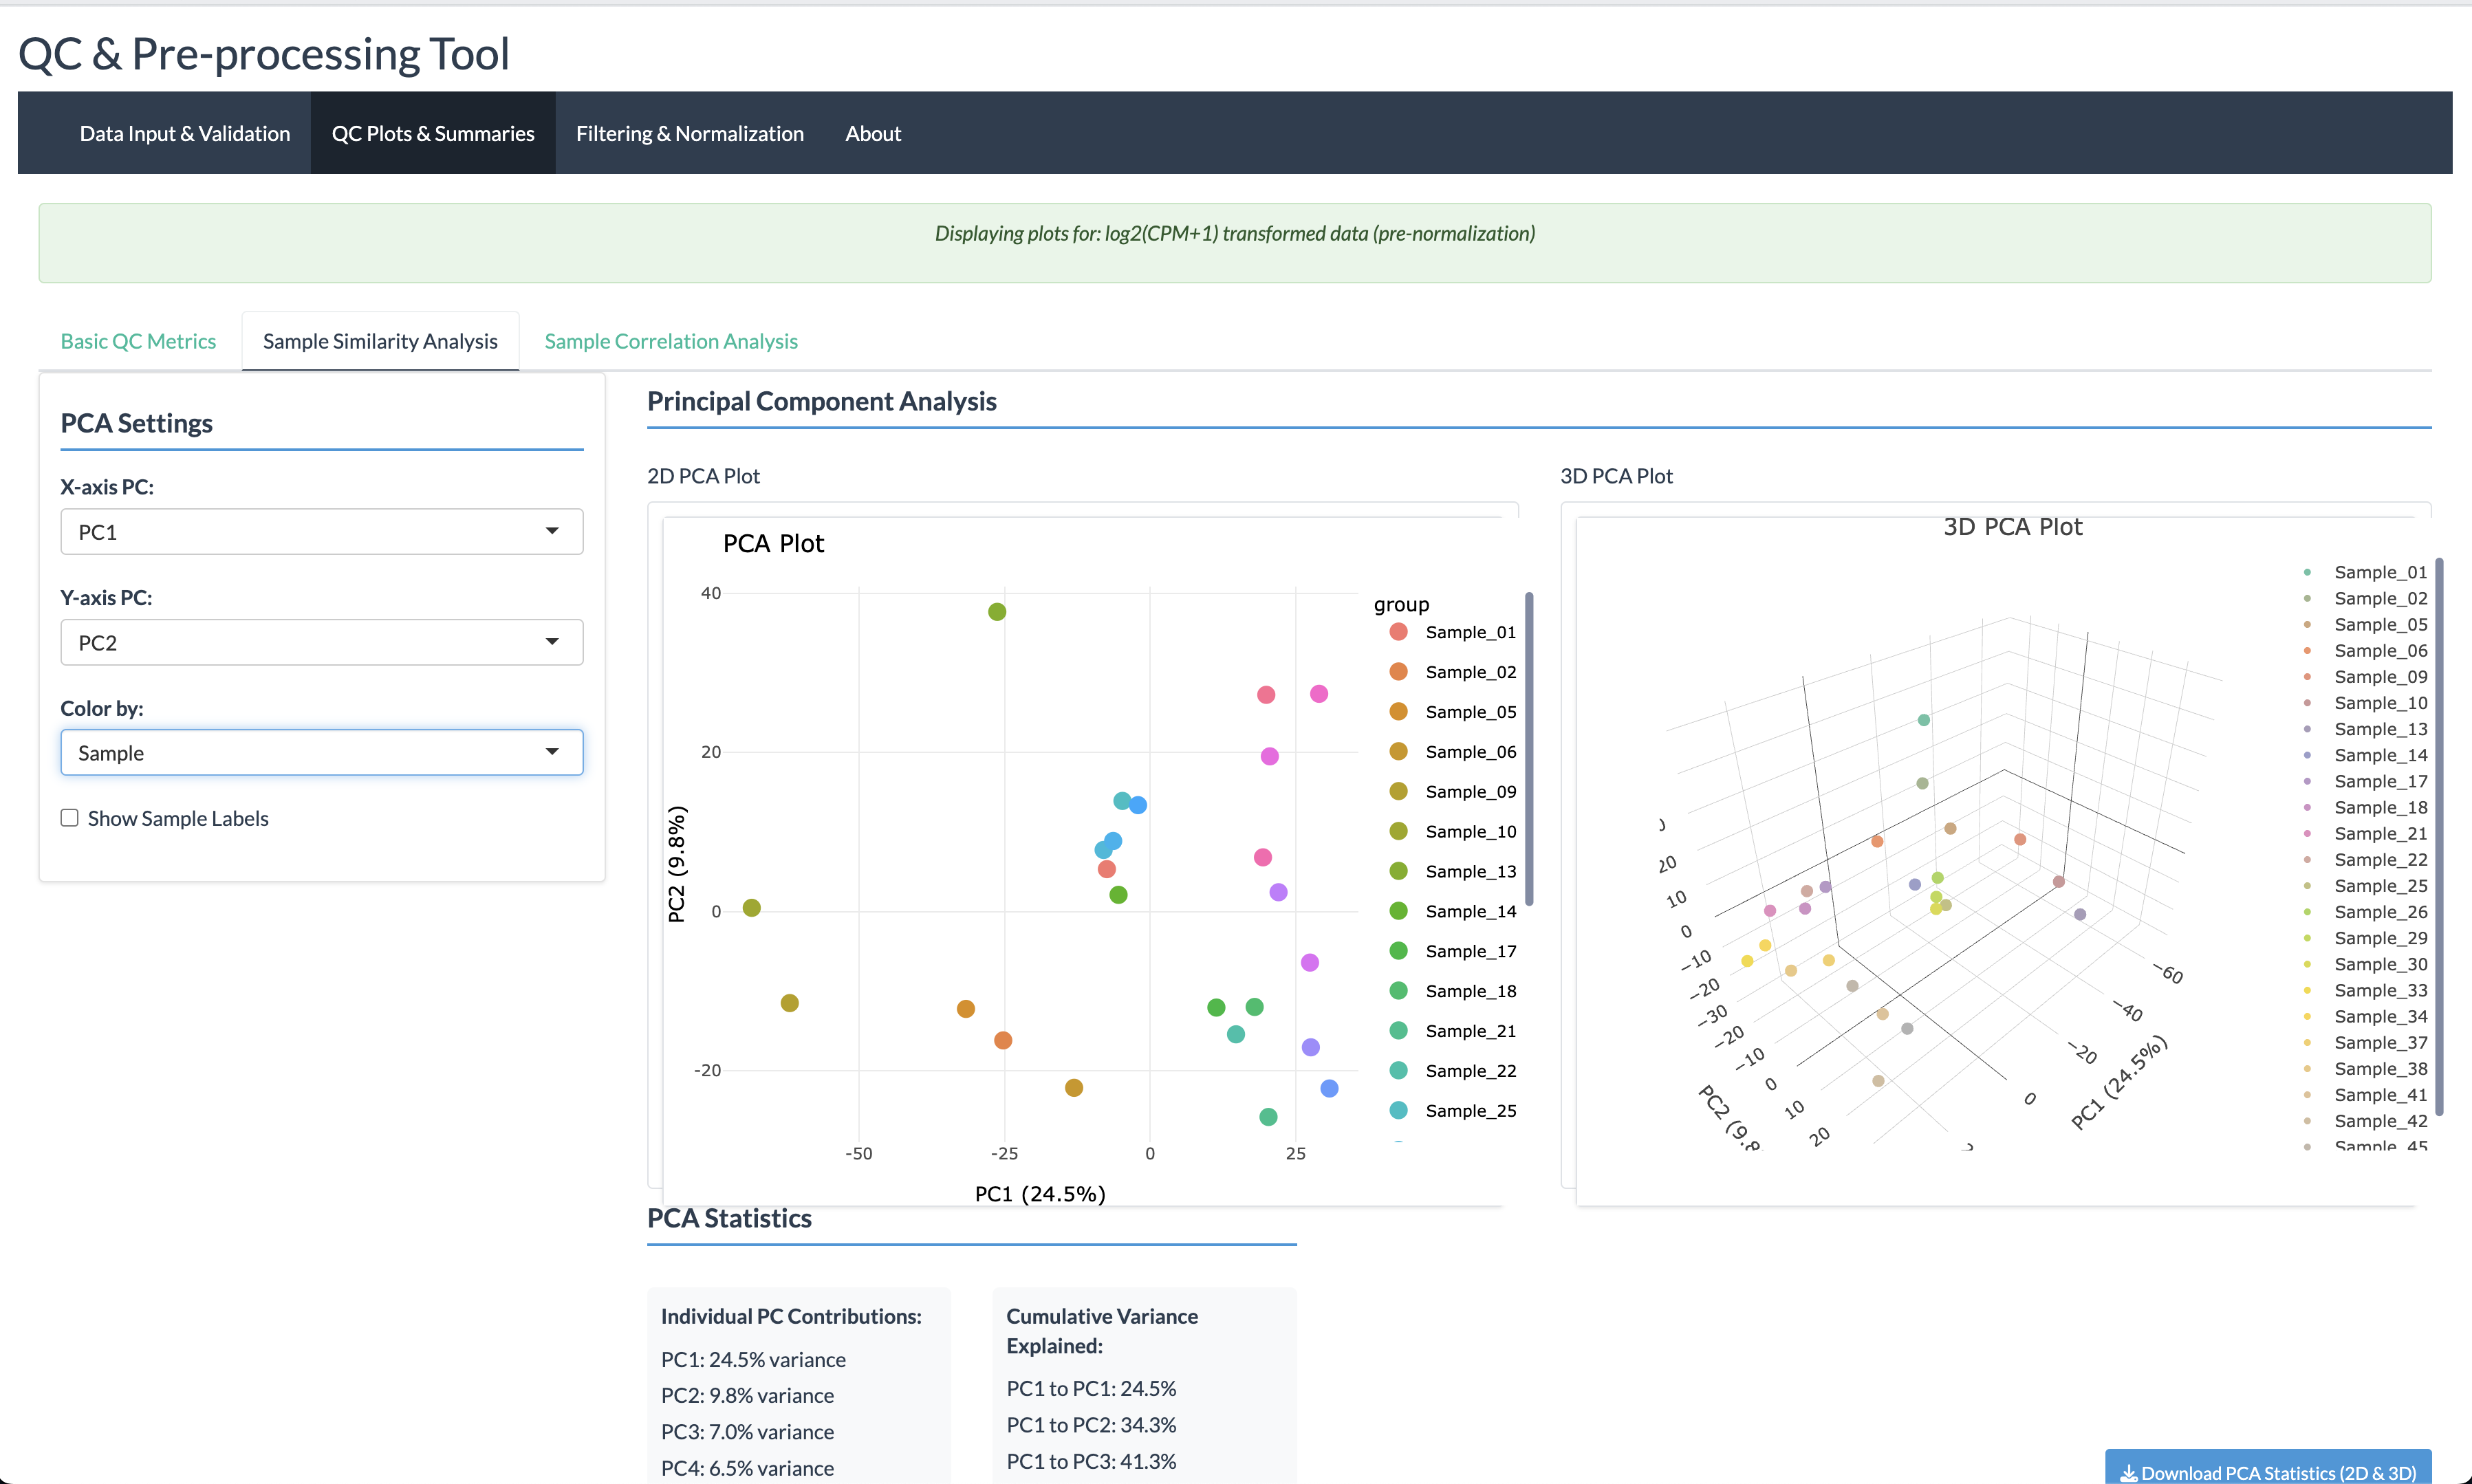 QC & Pre-processing Tool
Data Input & Validation
QC Plots & Summaries
Filtering & Normalization
About
Displaying plots for: log2(CPM+1) transformed data (pre-normalization)
Basic QC Metrics
Sample Similarity Analysis
Sample Correlation Analysis
PCA Settings
X-axis PC:
PC1
Y-axis PC:
PC2
Color by:
Sample
Show Sample Labels
Principal Component Analysis
2D PCA Plot
PCA Plot
40
20
0
-20
PC2 (9.8%)
-50
-25
0
25
PC1 (24.5%)
group
Sample_01
Sample_02
Sample_05
Sample_06
Sample_09
Sample_10
Sample_13
Sample_14
Sample_17
Sample_18
Sample_21
Sample_22
Sample_25
3D PCA Plot
3D PCA Plot
20
10
0
−10
−20
−30
−20
−10
0
10
20
PC2 (9.8
−60
−40
−20
0
PC1 (24.5%)
Sample_01
Sample_02
Sample_05
Sample_06
Sample_09
Sample_10
Sample_13
Sample_14
Sample_17
Sample_18
Sample_21
Sample_22
Sample_25
Sample_26
Sample_29
Sample_30
Sample_33
Sample_34
Sample_37
Sample_38
Sample_41
Sample_42
Sample_45
PCA Statistics
Individual PC Contributions:
PC1: 24.5% variance
PC2: 9.8% variance
PC3: 7.0% variance
PC4: 6.5% variance
Cumulative Variance
Explained:
PC1 to PC1: 24.5%
PC1 to PC2: 34.3%
PC1 to PC3: 41.3%
Download PCA Statistics (2D & 3D)